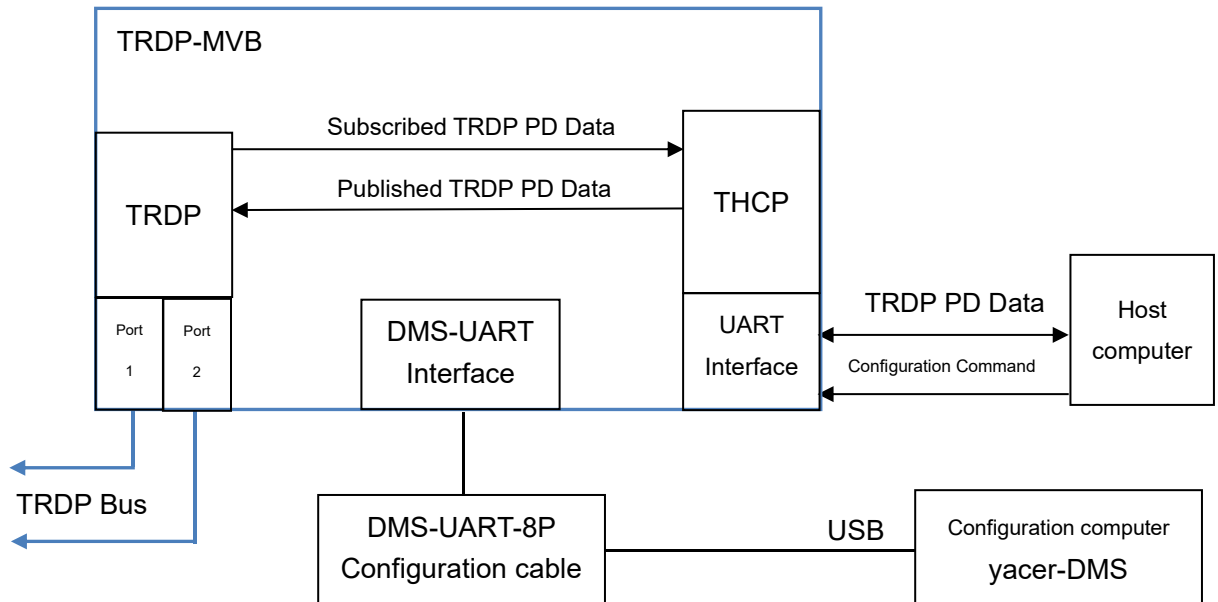 TRDP-MVB
Subscribed TRDP PD Data
Published TRDP PD Data
TRDP
THCP
Port
1
Port
2
DMS-UART
Interface
UART
Interface
TRDP PD Data
Configuration Command
Host
computer
TRDP Bus
DMS-UART-8P
Configuration cable
USB
Configuration computer
yacer-DMS